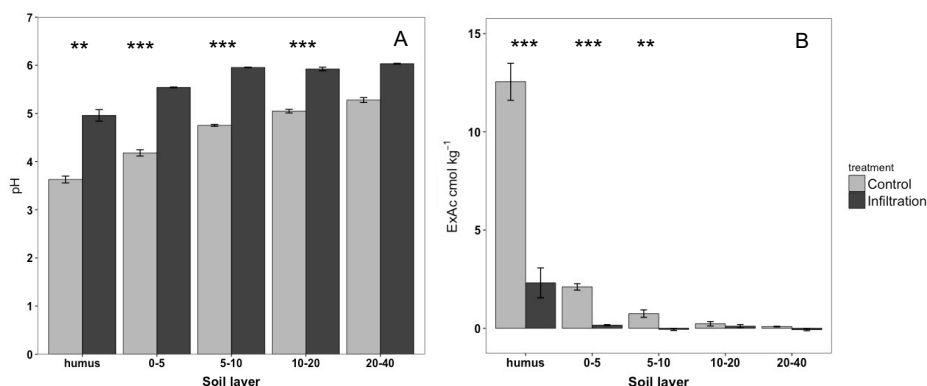 A
** *** *** ***
7
6
5
4
3
2
1
0
pH
humus 0-5 5-10 10-20 20-40
Soil layer
B
*** *** **
15
10
5
0
ExAc cmol kg⁻¹
humus 0-5 5-10 10-20 20-40
Soil layer
treatment
Control
Infiltration